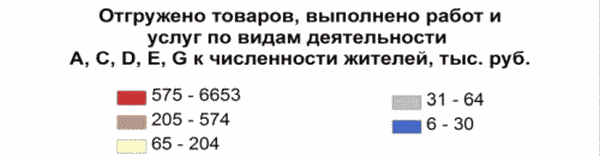 Отгружено товаров, выполнено работ и
услуг по видам деятельности
A, C, D, E, G к численности жителей, тыс. руб.
575 - 6653
205 - 574
65 - 204
31 - 64
6 - 30